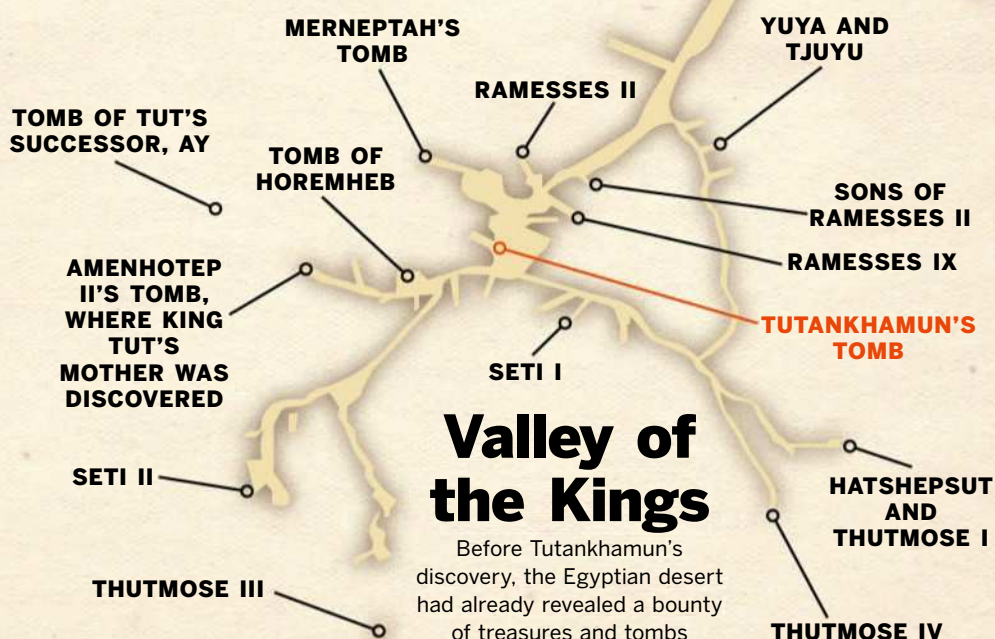 MERNEPTAH'S
TOMB
YUYA AND
TJUYU
RAMESSES II
TOMB OF TUT'S
SUCCESSOR, AY
TOMB OF
HOREMHEB
SONS OF
RAMESSES II
RAMESSES IX
AMENHOTEP
II'S TOMB,
WHERE KING
TUT'S
MOTHER WAS
DISCOVERED
TUTANKHAMUN'S
TOMB
SETI I
Valley of
the Kings
Before Tutankhamun's
discovery, the Egyptian desert
had already revealed a bounty
of treasures and tombs
SETI II
HATSHEPSUT
AND
THUTMOSE I
THUTMOSE III
THUTMOSE IV